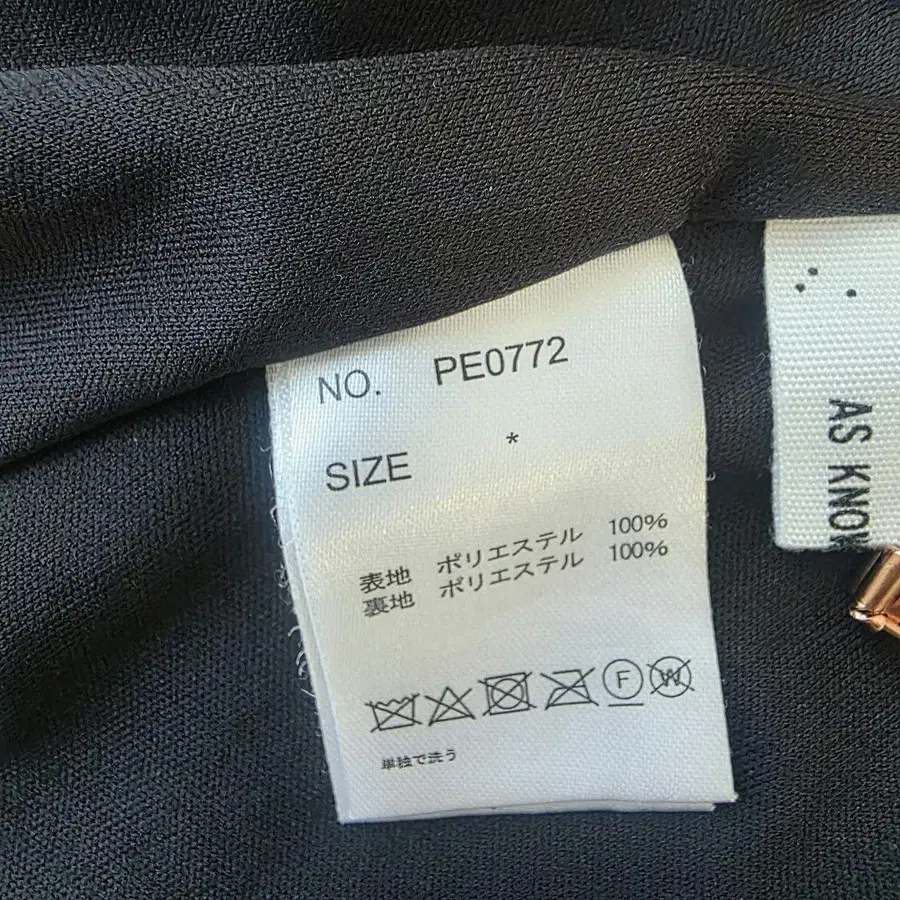 NO. PE0772
SIZE *
表地 ポリエステル 100%
裏地 ポリエステル 100%
F W
単独で洗う
AS KNOW